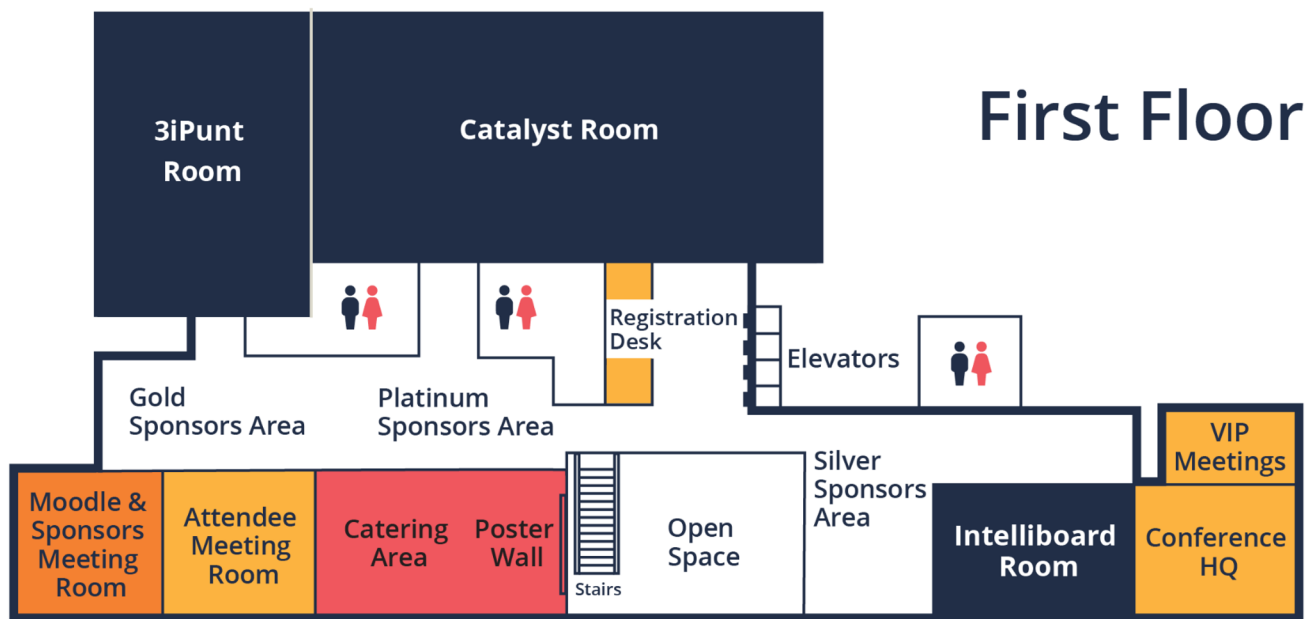 First Floor
3iPunt
Room
Catalyst Room
Registration
Desk
Elevators
Gold
Sponsors Area
Platinum
Sponsors Area
Silver
Sponsors
Area
VIP
Meetings
Moodle &
Sponsors
Meeting
Room
Attendee
Meeting
Room
Catering
Area
Poster
Wall
Stairs
Open
Space
Intelliboard
Room
Conference
HQ